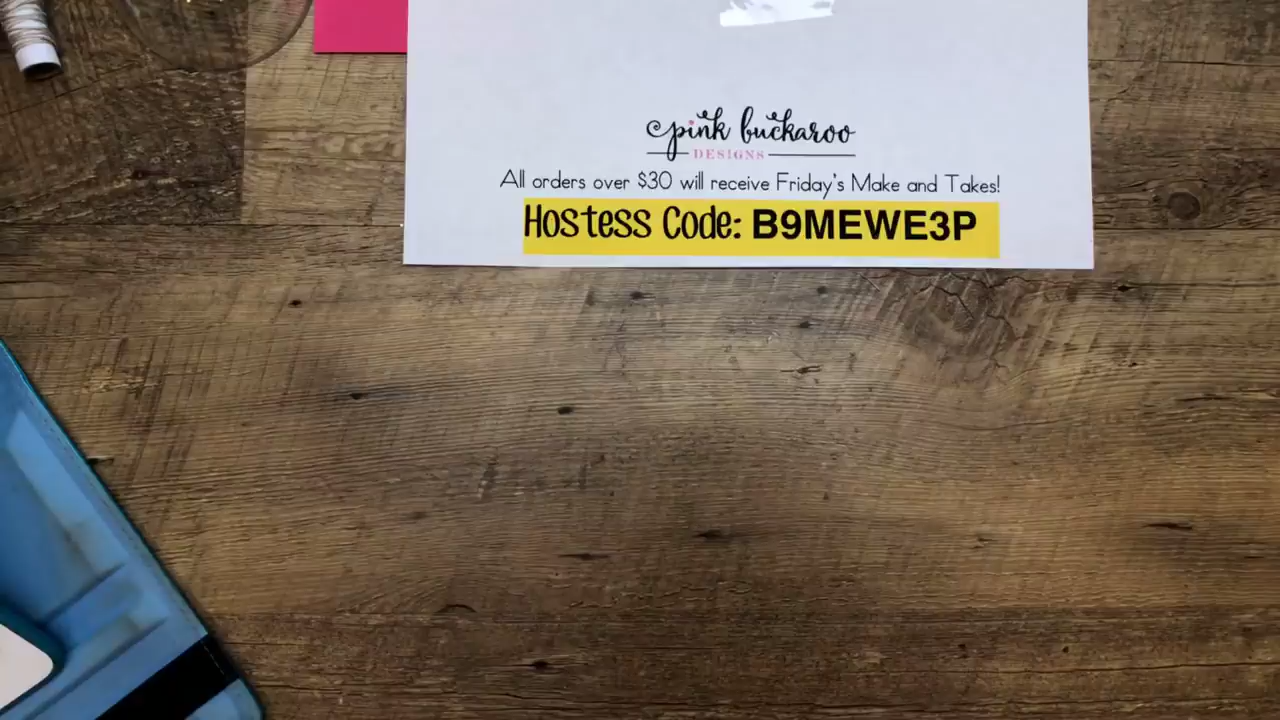 pink buckaroo
DESIGNS
All orders over $30 will receive Friday's Make and Takes!
Hostess Code: B9MEWE3P